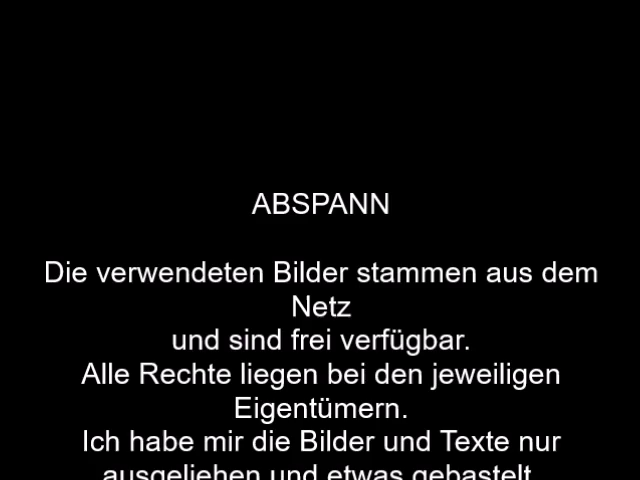 ABSPANN
Die verwendeten Bilder stammen aus dem
Netz
und sind frei verfügbar.
Alle Rechte liegen bei den jeweiligen
Eigentümern.
Ich habe mir die Bilder und Texte nur
ausgeliehen und etwas gebastelt